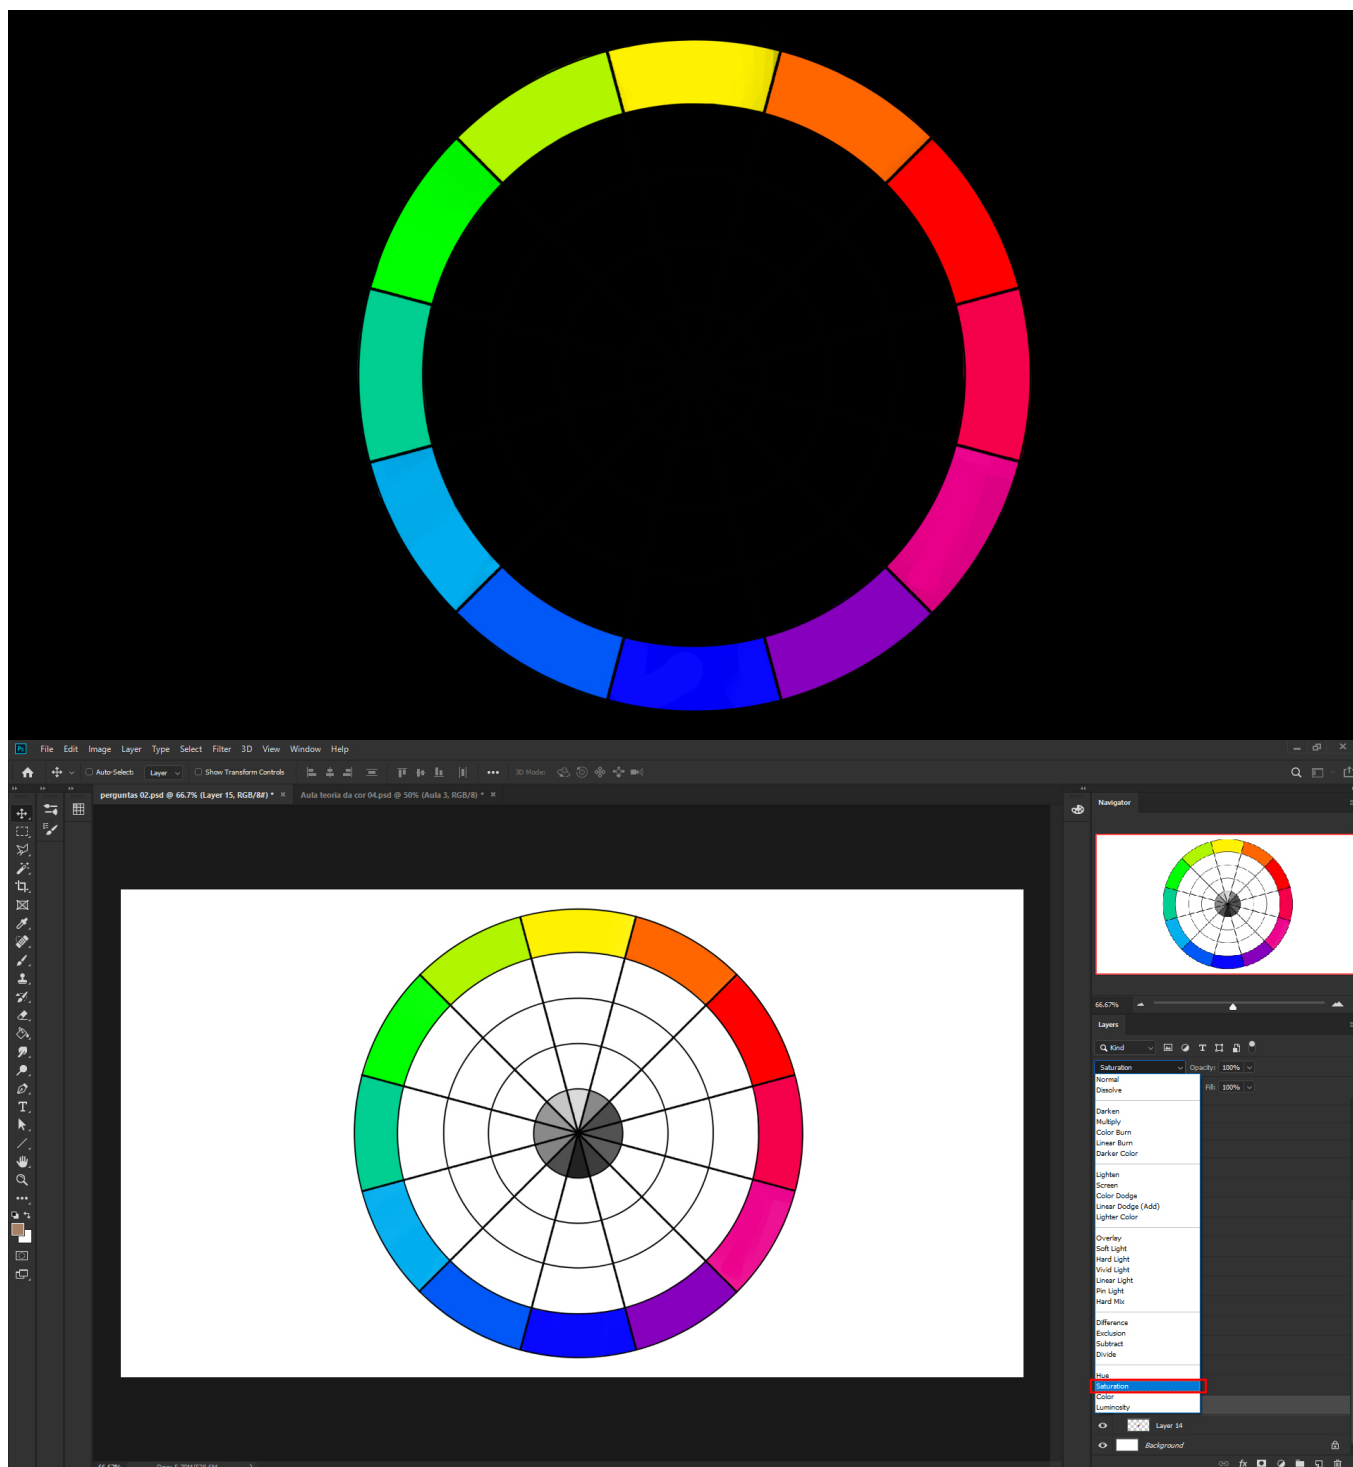 Ps File Edit Image Layer Type Select Filter 3D View Window Help
Auto-Select: Layer Show Transform Controls 3D Mode:
perguntas 02.psd @ 66.7% (Layer 15, RGB/8#) * × Aula teoria da cor 04.psd @ 50% (Aula 3, RGB/8) * ×
Navigator
66.67%
Layers
Kind
Saturation Opacity: 100%
Normal
Fill: 100%
Dissolve
Darken
Multiply
Color Burn
Linear Burn
Darker Color
Lighten
Screen
Color Dodge
Linear Dodge (Add)
Lighter Color
Overlay
Soft Light
Hard Light
Vivid Light
Linear Light
Pin Light
Hard Mix
Difference
Exclusion
Subtract
Divide
Hue
Saturation
Color
Luminosity
Layer 14
Background
fx